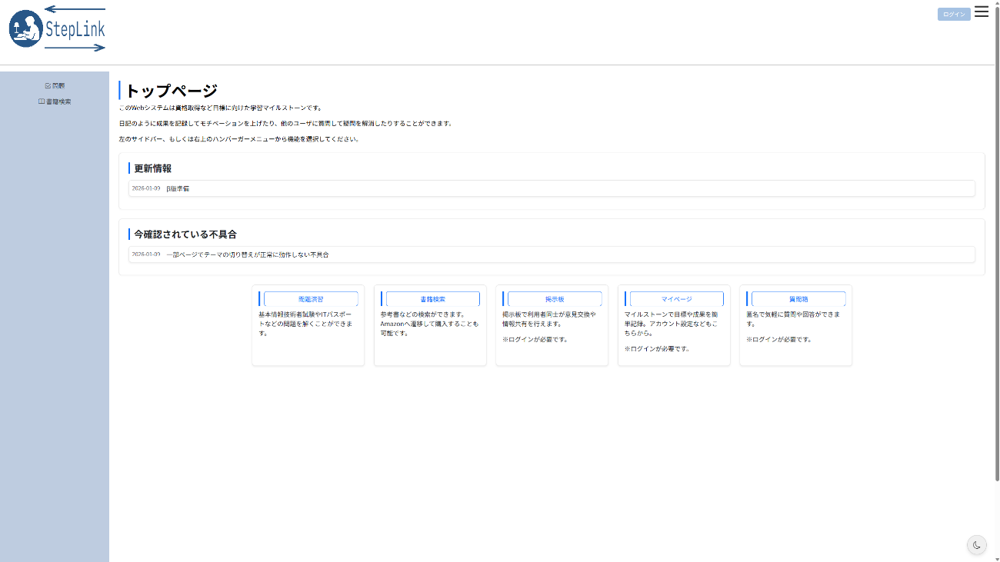 StepLink
ログイン
問題
書籍検索
トップページ
このWebシステムは資格取得など目標に向けた学習マイルストーンです。
日記のように成果を記録してモチベーションを上げたり、他のユーザに質問して疑問を解消したりすることができます。
左のサイドバー、もしくは右上のハンバーガーメニューから機能を選択してください。
更新情報
2026-01-09 β版準備
今確認されている不具合
2026-01-09 一部ページでテーマの切り替えが正常に動作しない不具合
問題演習
基本情報技術者試験やITパスポー
トなどの問題を解くことができま
す。
書籍検索
参考書などの検索ができます。
Amazonへ遷移して購入することも
可能です。
掲示板
掲示板で利用者同士が意見交換や
情報共有を行えます。
※ログインが必要です。
マイページ
マイルストーンで目標や成果を簡
単記録。アカウント設定などもこ
ちらから。
※ログインが必要です。
質問箱
匿名で気軽に質問や回答ができま
す。
※ログインが必要です。